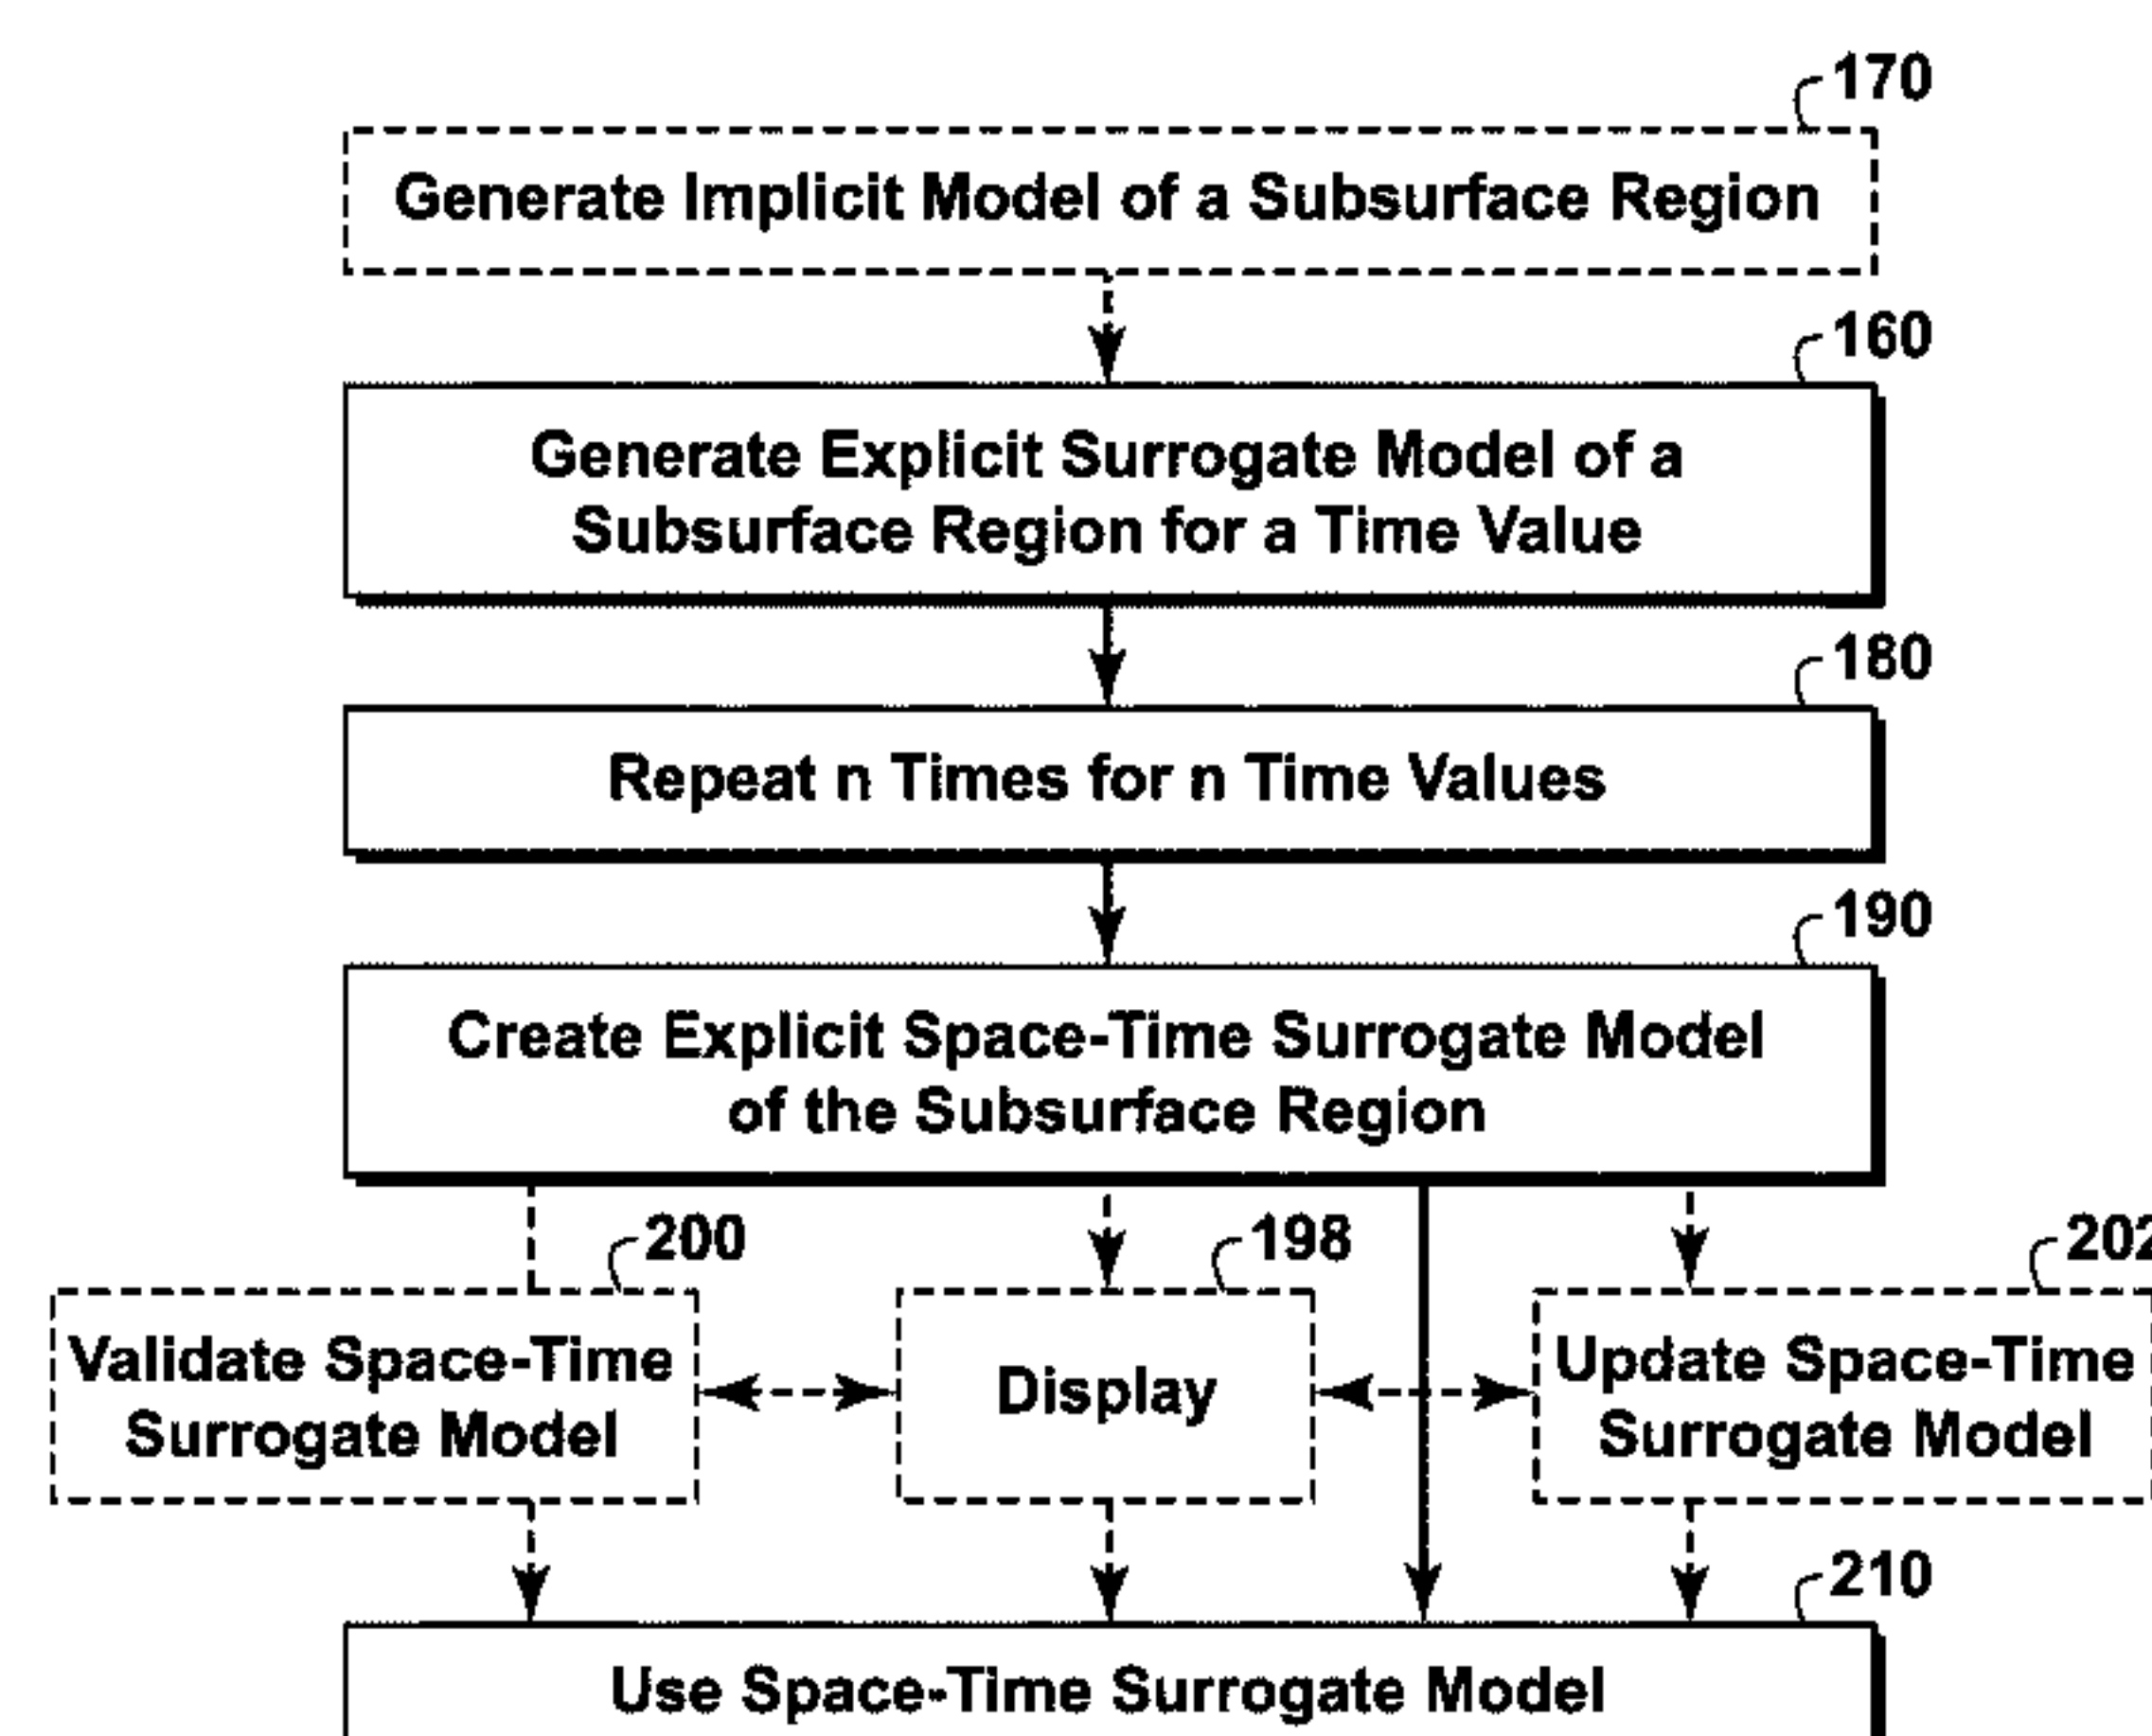 170
Generate Implicit Model of a Subsurface Region
160
Generate Explicit Surrogate Model of a
Subsurface Region for a Time Value
180
Repeat n Times for n Time Values
190
Create Explicit Space-Time Surrogate Model
of the Subsurface Region
200
198
202
Validate Space-Time
Surrogate Model
Display
Update Space-Time
Surrogate Model
210
Use Space-Time Surrogate Model